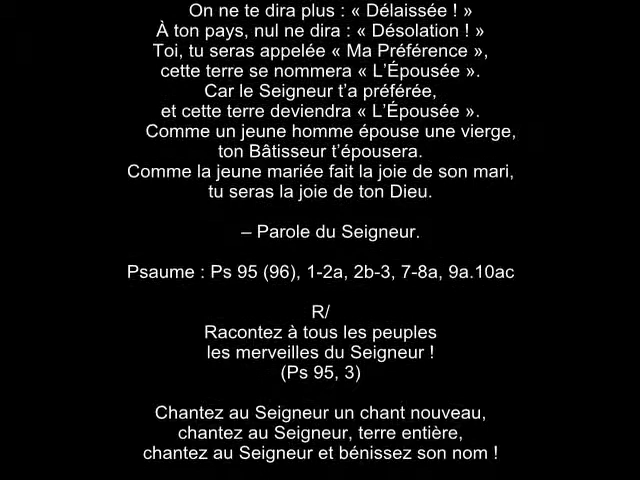 On ne te dira plus : « Délaissée ! »
À ton pays, nul ne dira : « Désolation ! »
Toi, tu seras appelée « Ma Préférence »,
cette terre se nommera « L’Épousée ».
Car le Seigneur t’a préférée,
et cette terre deviendra « L’Épousée ».
Comme un jeune homme épouse une vierge,
ton Bâtisseur t’épousera.
Comme la jeune mariée fait la joie de son mari,
tu seras la joie de ton Dieu.
– Parole du Seigneur.
Psaume : Ps 95 (96), 1-2a, 2b-3, 7-8a, 9a.10ac
R/
Racontez à tous les peuples
les merveilles du Seigneur !
(Ps 95, 3)
Chantez au Seigneur un chant nouveau,
chantez au Seigneur, terre entière,
chantez au Seigneur et bénissez son nom !